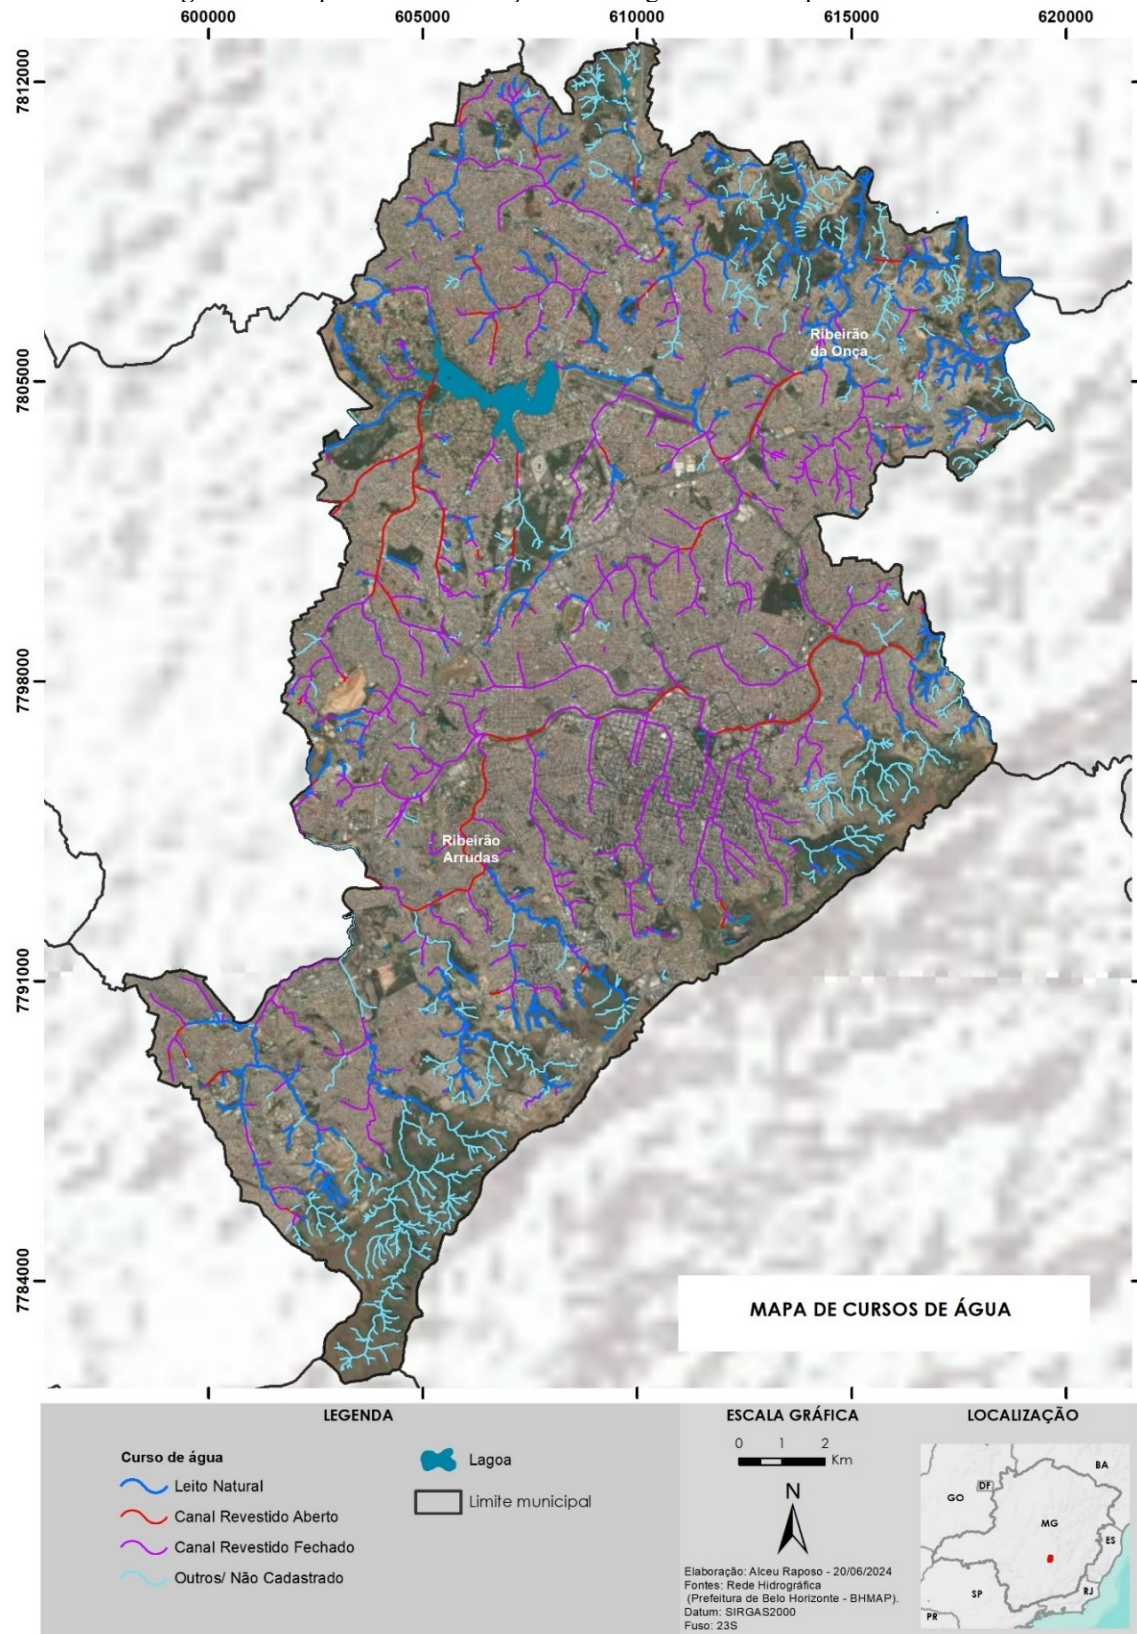 600000 605000 610000 615000 620000
7812000
7805000
7798000
7791000
7784000
Ribeirão
da Onça
Ribeirão
Arrudas
MAPA DE CURSOS DE ÁGUA
LEGENDA
Curso de água
Leito Natural
Canal Revestido Aberto
Canal Revestido Fechado
Outros/ Não Cadastrado
Lagoa
Limite municipal
ESCALA GRÁFICA
0 1 2
Km
N
Elaboração: Alceu Raposo - 20/06/2024
Fontes: Rede Hidrográfica
(Prefeitura de Belo Horizonte - BHMAP).
Datum: SIRGAS2000
Fuso: 23S
LOCALIZAÇÃO
BA
DF
GO
MG
ES
SP
RJ
PR